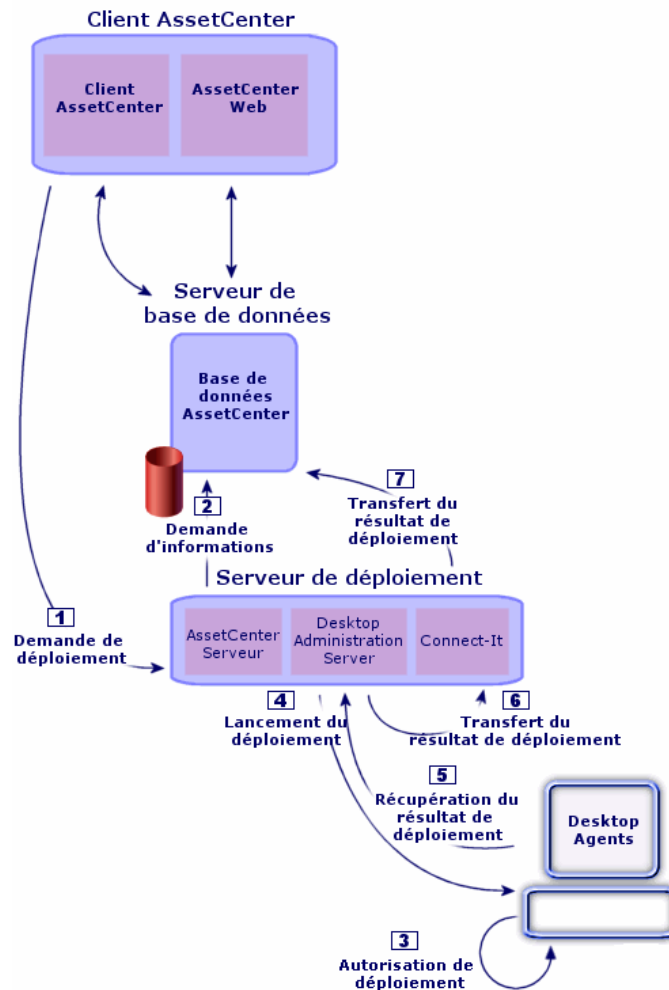 Client AssetCenter
Client
AssetCenter
AssetCenter
Web
Serveur de
base de données
Base de
données
AssetCenter
2
Demande
d'informations
7
Transfert du
résultat de
déploiement
Serveur de déploiement
1
Demande de
déploiement
AssetCenter
Serveur
Desktop
Administration
Server
Connect-It
4
Lancement du
déploiement
6
Transfert du
résultat de déploiement
5
Récupération du
résultat de
déploiement
Desktop
Agents
3
Autorisation de
déploiement